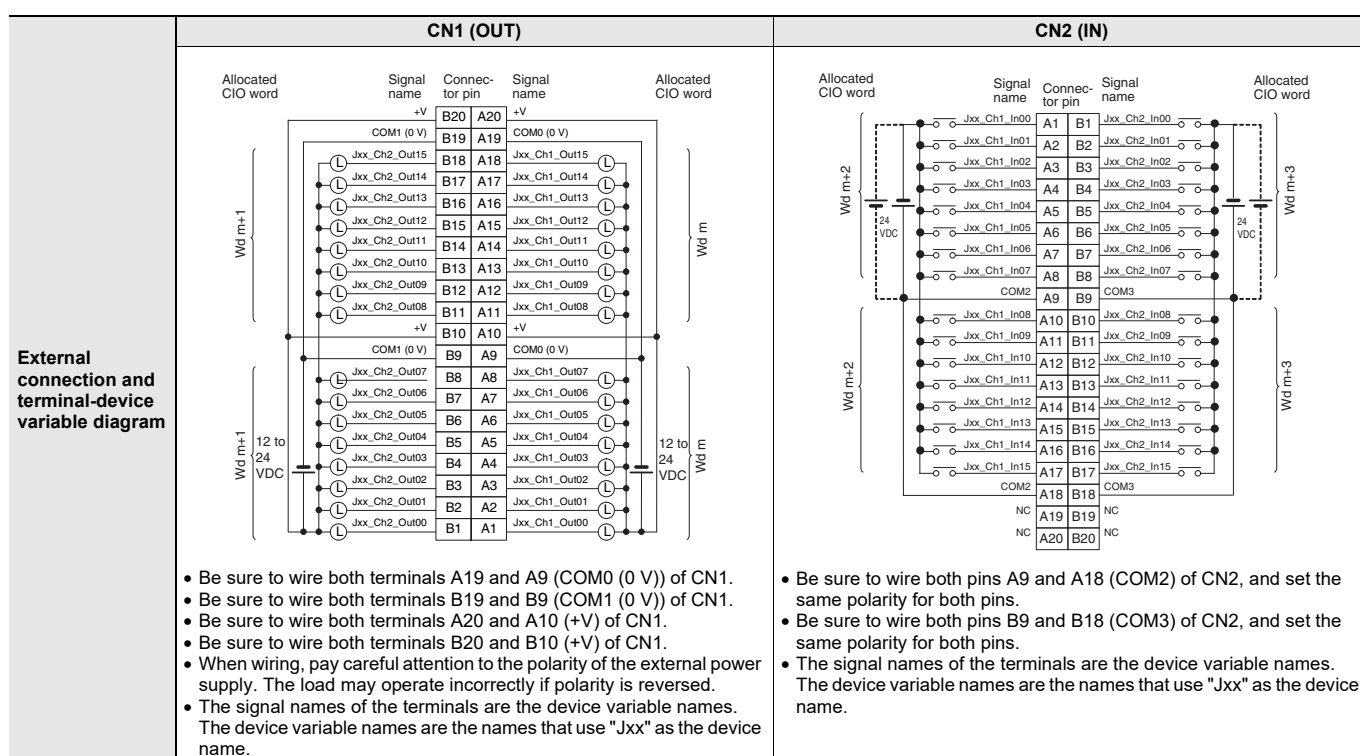 CN1 (OUT)
CN2 (IN)
External
connection and
terminal-device
variable diagram
Allocated
CIO word
Signal
name
Connec-
tor pin
Signal
name
Allocated
CIO word
+V B20 A20 +V
COM1 (0 V) B19 A19 COM0 (0 V)
Jxx_Ch2_Out15 B18 A18 Jxx_Ch1_Out15
L Jxx_Ch2_Out14 B17 A17 Jxx_Ch1_Out14 L
L Jxx_Ch2_Out13 B16 A16 Jxx_Ch1_Out13 L
L Jxx_Ch2_Out12 B15 A15 Jxx_Ch1_Out12 L
L Jxx_Ch2_Out11 B14 A14 Jxx_Ch1_Out11 L
L Jxx_Ch2_Out10 B13 A13 Jxx_Ch1_Out10 L
L Jxx_Ch2_Out09 B12 A12 Jxx_Ch1_Out09 L
L Jxx_Ch2_Out08 B11 A11 Jxx_Ch1_Out08 L
+V B10 A10 +V
COM1 (0 V) B9 A9 COM0 (0 V)
L Jxx_Ch2_Out07 B8 A8 Jxx_Ch1_Out07 L
L Jxx_Ch2_Out06 B7 A7 Jxx_Ch1_Out06 L
L Jxx_Ch2_Out05 B6 A6 Jxx_Ch1_Out05 L
L Jxx_Ch2_Out04 B5 A5 Jxx_Ch1_Out04 L
L Jxx_Ch2_Out03 B4 A4 Jxx_Ch1_Out03 L
L Jxx_Ch2_Out02 B3 A3 Jxx_Ch1_Out02 L
L Jxx_Ch2_Out01 B2 A2 Jxx_Ch1_Out01 L
L Jxx_Ch2_Out00 B1 A1 Jxx_Ch1_Out00 L
Wd m+1
Wd m
Wd m+1
12 to
24
VDC
12 to
24
VDC
Wd m
• Be sure to wire both terminals A19 and A9 (COM0 (0 V)) of CN1.
• Be sure to wire both terminals B19 and B9 (COM1 (0 V)) of CN1.
• Be sure to wire both terminals A20 and A10 (+V) of CN1.
• Be sure to wire both terminals B20 and B10 (+V) of CN1.
• When wiring, pay careful attention to the polarity of the external power
supply. The load may operate incorrectly if polarity is reversed.
• The signal names of the terminals are the device variable names.
The device variable names are the names that use "Jxx" as the device
name.
Allocated
CIO word
Signal
name
Connec-
tor pin
Signal
name
Allocated
CIO word
Jxx_Ch1_In00 A1 B1 Jxx_Ch2_In00
Jxx_Ch1_In01 A2 B2 Jxx_Ch2_In01
Jxx_Ch1_In02 A3 B3 Jxx_Ch2_In02
Jxx_Ch1_In03 A4 B4 Jxx_Ch2_In03
Jxx_Ch1_In04 A5 B5 Jxx_Ch2_In04
Jxx_Ch1_In05 A6 B6 Jxx_Ch2_In05
Jxx_Ch1_In06 A7 B7 Jxx_Ch2_In06
Jxx_Ch1_In07 A8 B8 Jxx_Ch2_In07
COM2 A9 B9 COM3
Jxx_Ch1_In08 A10 B10 Jxx_Ch2_In08
Jxx_Ch1_In09 A11 B11 Jxx_Ch2_In09
Jxx_Ch1_In10 A12 B12 Jxx_Ch2_In10
Jxx_Ch1_In11 A13 B13 Jxx_Ch2_In11
Jxx_Ch1_In12 A14 B14 Jxx_Ch2_In12
Jxx_Ch1_In13 A15 B15 Jxx_Ch2_In13
Jxx_Ch1_In14 A16 B16 Jxx_Ch2_In14
Jxx_Ch1_In15 A17 B17 Jxx_Ch2_In15
COM2 A18 B18 COM3
NC A19 B19 NC
NC A20 B20 NC
Wd m+2
24
VDC
24
VDC
Wd m+3
Wd m+2
Wd m+3
• Be sure to wire both pins A9 and A18 (COM2) of CN2, and set the
same polarity for both pins.
• Be sure to wire both pins B9 and B18 (COM3) of CN2, and set the
same polarity for both pins.
• The signal names of the terminals are the device variable names.
The device variable names are the names that use "Jxx" as the device
name.